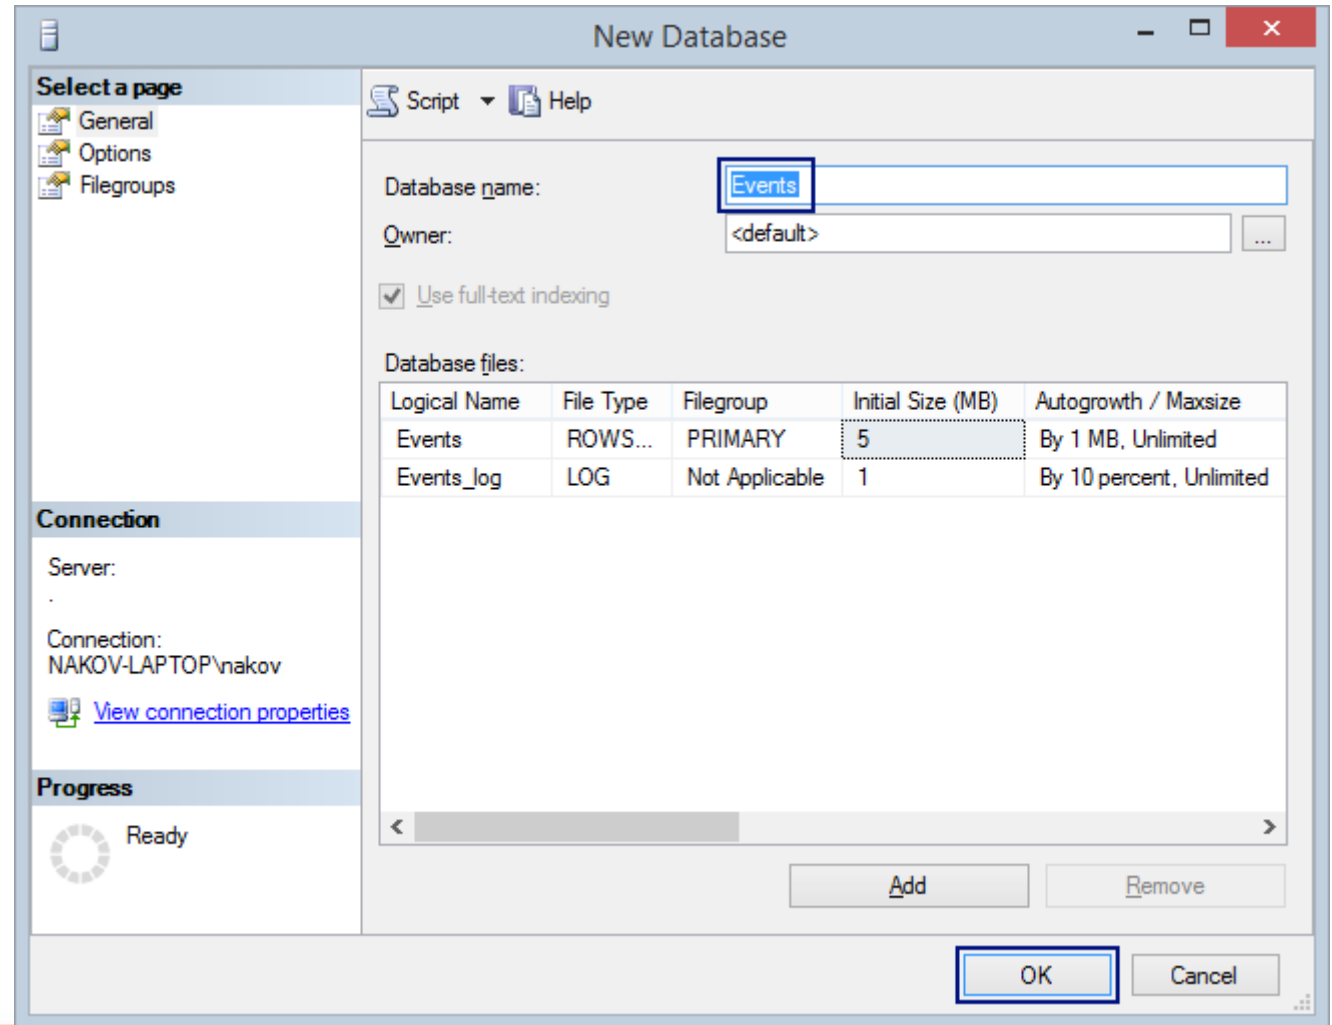 New Database
Select a page
General
Options
Filegroups
Script Help
Database name: Events
Owner: <default> ...
Use full-text indexing
Database files:
Logical Name File Type Filegroup Initial Size (MB) Autogrowth / Maxsize
Events ROWS... PRIMARY 5 By 1 MB, Unlimited
Events_log LOG Not Applicable 1 By 10 percent, Unlimited
Connection
Server:
.
Connection:
NAKOV-LAPTOP\nakov
View connection properties
Progress
Ready
Add Remove
OK Cancel